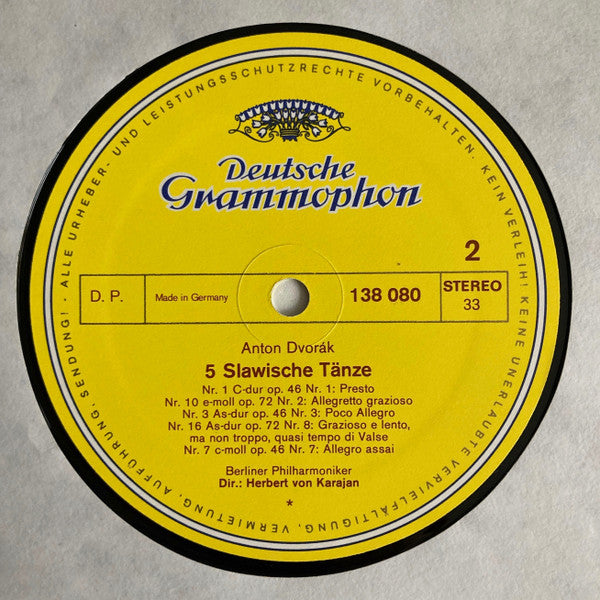 ALLE URHEBER- UND LEISTUNGSSCHUTZRECHTE VORBEHALTEN. KEIN VERLEIH! KEINE UNERLAUBTE VERVIELFÄLTIGUNG, VERMIETUNG, AUFFÜHRUNG, SENDUNG! ·
Deutsche
Grammophon
2
D. P.
Made in Germany
138 080
STEREO
33
Anton Dvorák
5 Slawische Tänze
Nr. 1 C-dur op. 46 Nr. 1: Presto
Nr. 10 e-moll op. 72 Nr. 2: Allegretto grazioso
Nr. 3 As-dur op. 46 Nr. 3: Poco Allegro
Nr. 16 As-dur op. 72 Nr. 8: Grazioso e lento,
ma non troppo, quasi tempo di Valse
Nr. 7 c-moll op. 46 Nr. 7: Allegro assai
Berliner Philharmoniker
Dir.: Herbert von Karajan
*